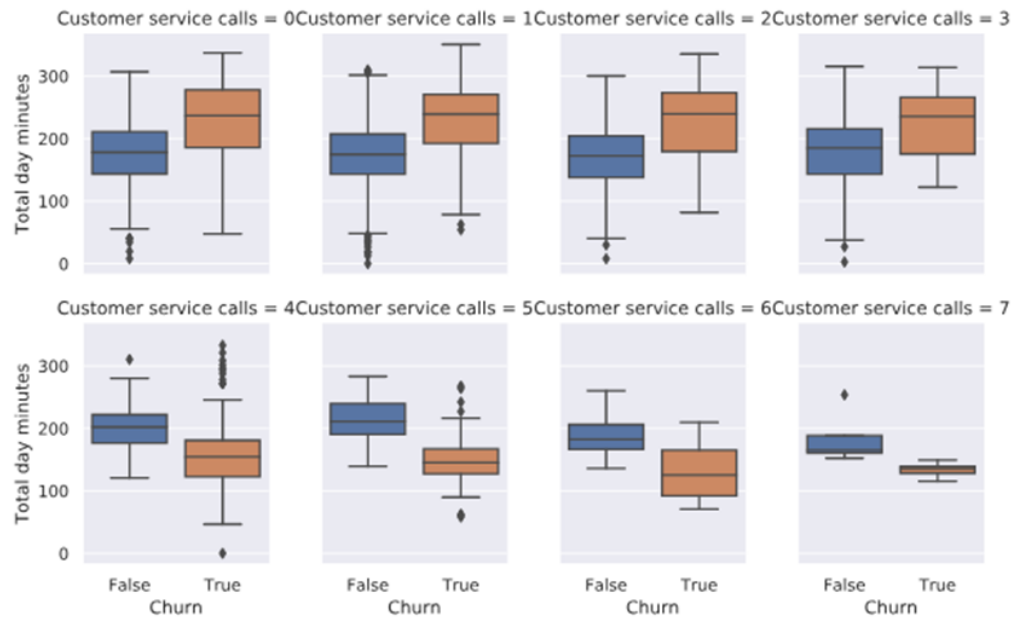 Customer service calls = 0Customer service calls = 1Customer service calls = 2Customer service calls = 3
Total day minutes
300
200
100
0
Customer service calls = 4Customer service calls = 5Customer service calls = 6Customer service calls = 7
Total day minutes
300
200
100
0
False True False True False True False True
Churn Churn Churn Churn